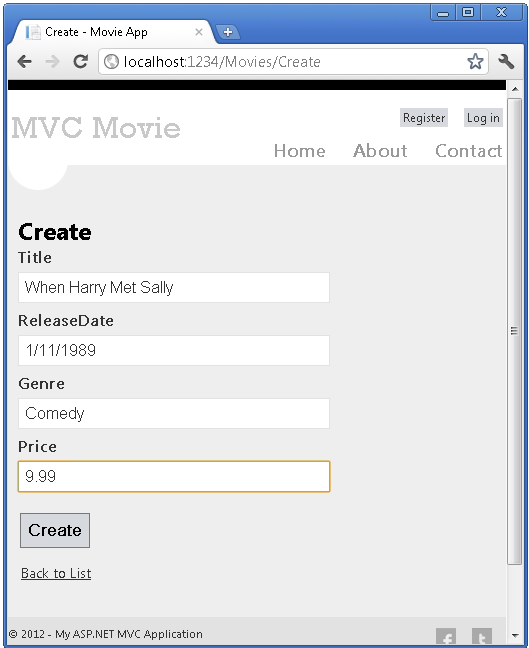 Create - Movie App
localhost:1234/Movies/Create
Register Log in
MVC Movie
Home About Contact
Create
Title
When Harry Met Sally
ReleaseDate
1/11/1989
Genre
Comedy
Price
9.99
Create
Back to List
© 2012 - My ASP.NET MVC Application
f t